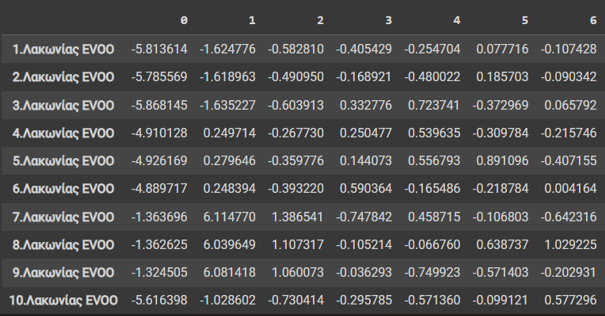 0 1 2 3 4 5 6
1.Λακωνίας EVOO -5.813614 -1.624776 -0.582810 -0.405429 -0.254704 0.077716 -0.107428
2.Λακωνίας EVOO -5.785569 -1.618963 -0.490950 -0.168921 -0.480022 0.185703 -0.090342
3.Λακωνίας EVOO -5.868145 -1.635227 -0.603913 0.332776 0.723741 -0.372969 0.065792
4.Λακωνίας EVOO -4.910128 0.249714 -0.267730 0.250477 0.539635 -0.309784 -0.215746
5.Λακωνίας EVOO -4.926169 0.279646 -0.359776 0.144073 0.556793 0.891096 -0.407155
6.Λακωνίας EVOO -4.889717 0.248394 -0.393220 0.590364 -0.165486 -0.218784 0.004164
7.Λακωνίας EVOO -1.363696 6.114770 1.386541 -0.747842 0.458715 -0.106803 -0.642316
8.Λακωνίας EVOO -1.362625 6.039649 1.107317 -0.105214 -0.066760 0.638737 1.029225
9.Λακωνίας EVOO -1.324505 6.081418 1.060073 -0.036293 -0.749923 -0.571403 -0.202931
10.Λακωνίας EVOO -5.616398 -1.028602 -0.730414 -0.295785 -0.571360 -0.099121 0.577296